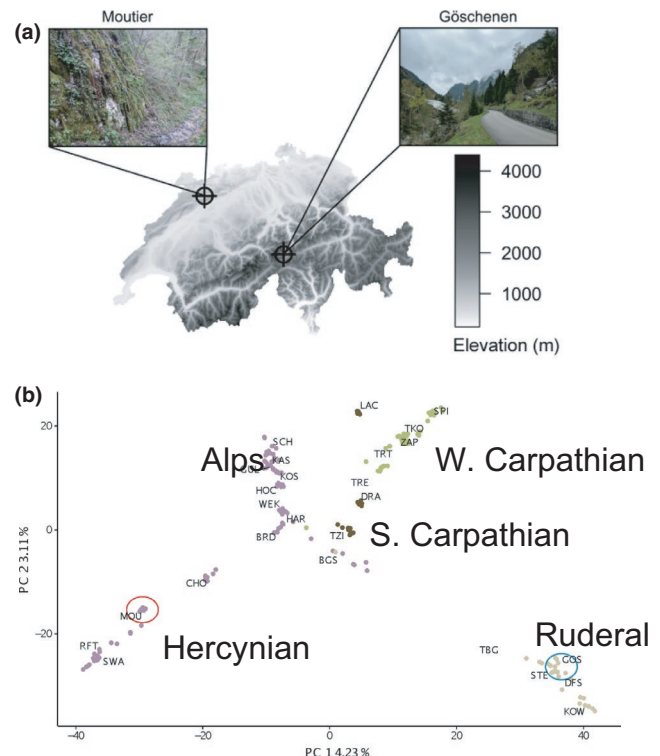 (a)
Moutier
Göschenen
4000
3000
2000
1000
Elevation (m)
(b)
LAC
SPI
TKO
ZAP
SCH
Alps
KAS
KOS
TRT
W. Carpathian
HOC
TRE
DRA
WEK
HAR
BRD
TZI
S. Carpathian
BGS
CHO
MOU
Hercynian
Ruderal
RFT
SWA
TBG
GOS
STE
DFS
KOW
20
0
−20
PC 2 3.11%
−40
−20
0
20
40
PC 1 4.23%